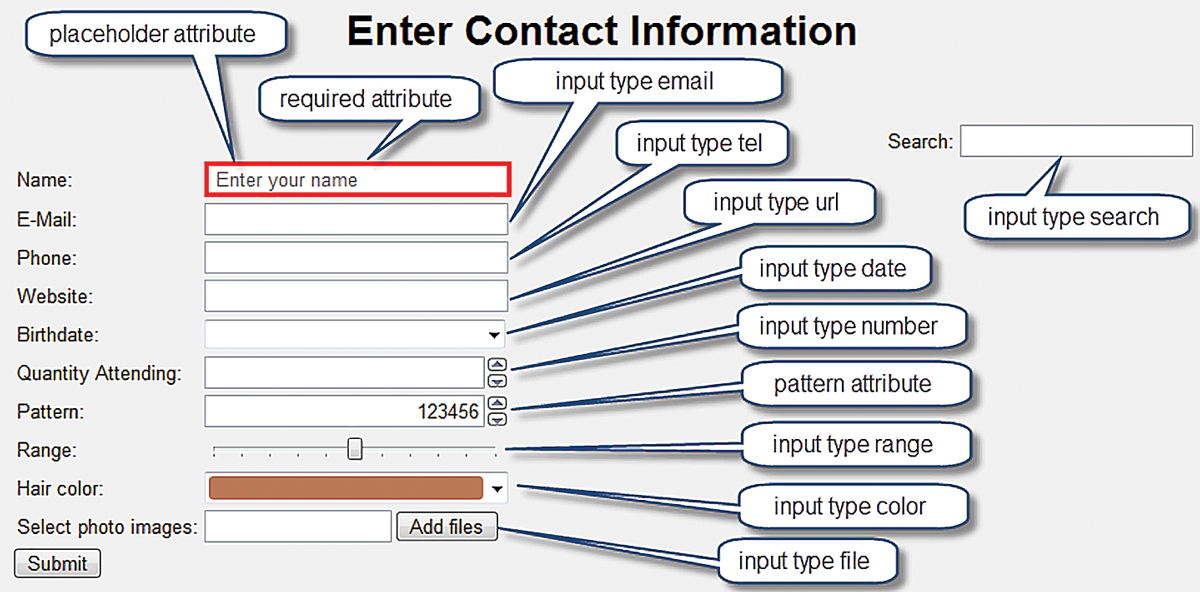 placeholder attribute
Enter Contact Information
required attribute
input type email
input type tel
Search:
Name:
Enter your name
input type url
input type search
E-Mail:
Phone:
input type date
Website:
Birthdate:
input type number
Quantity Attending:
pattern attribute
Pattern:
123456
Range:
input type range
Hair color:
input type color
Select photo images:
Add files
input type file
Submit